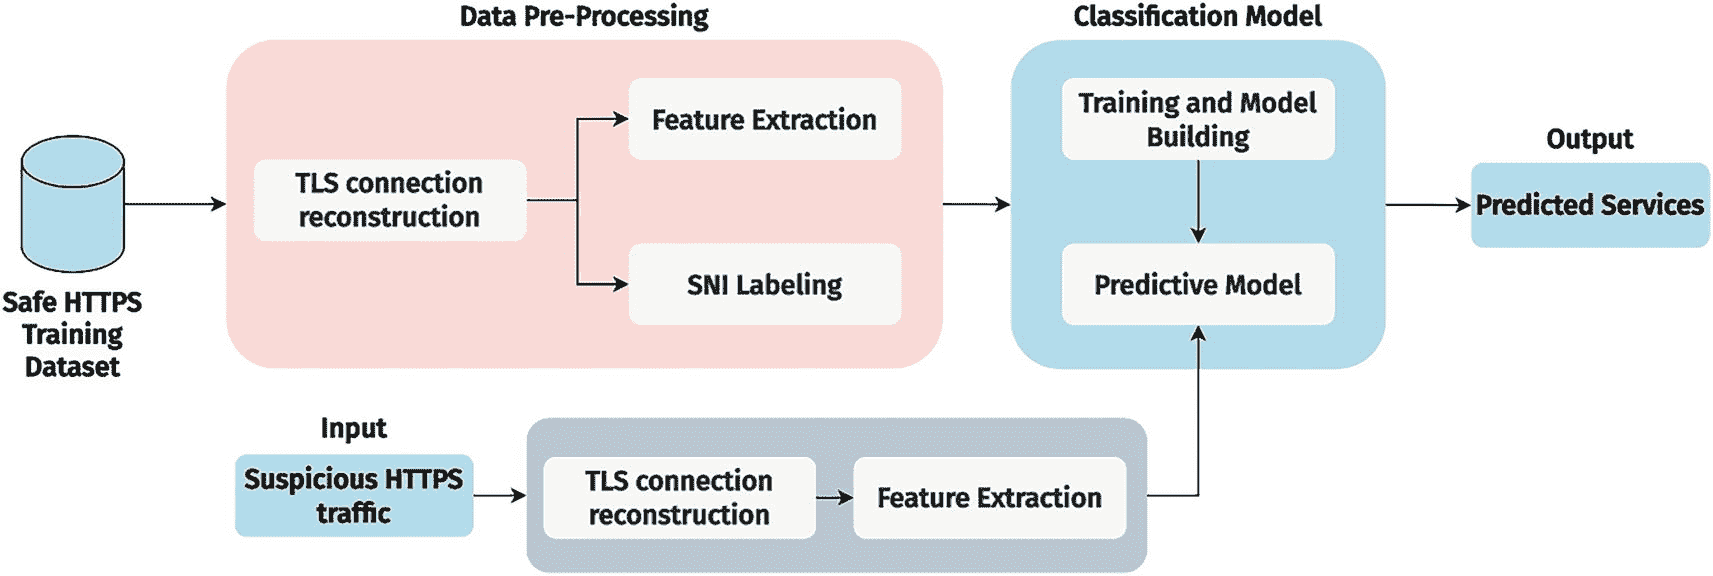 Data Pre-Processing
Classification Model
Feature Extraction
TLS connection
reconstruction
SNI Labeling
Training and Model
Building
Predictive Model
Output
Predicted Services
Safe HTTPS
Training
Dataset
Input
Suspicious HTTPS
traffic
TLS connection
reconstruction
Feature Extraction